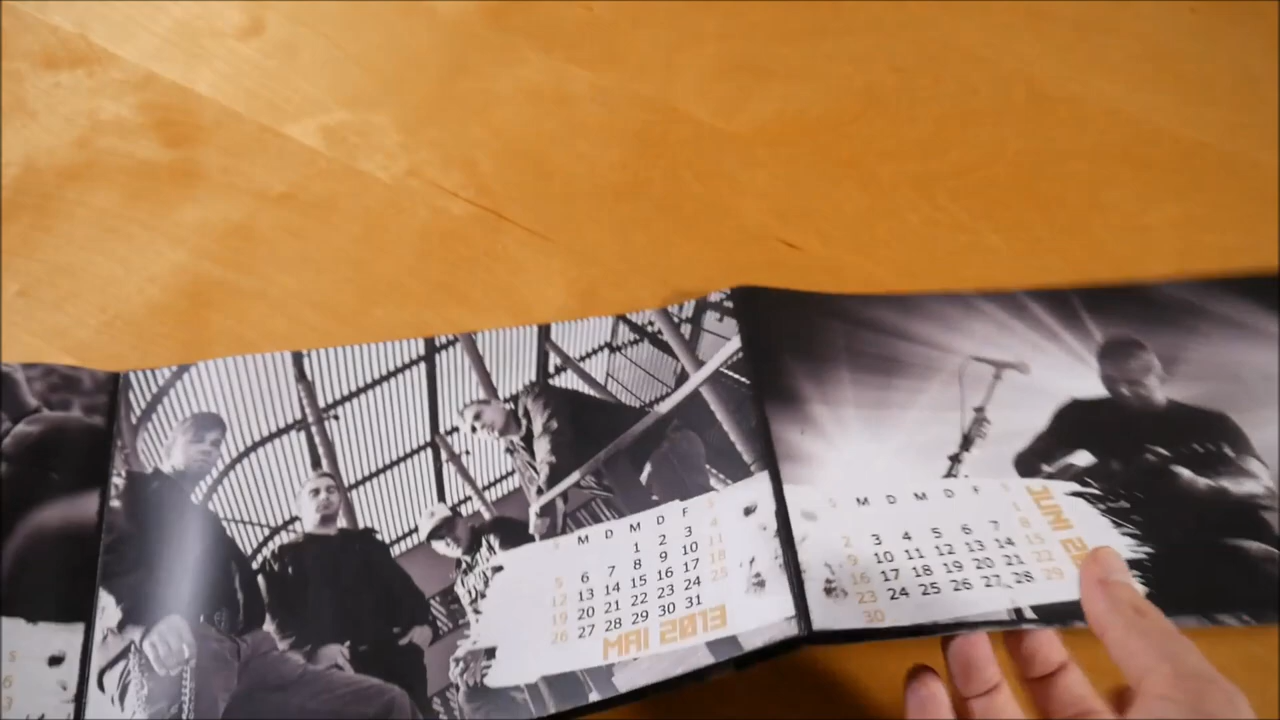 S
6
3
S M D M D F S
1 2 3 4
5 6 7 8 9 10 11
12 13 14 15 16 17 18
19 20 21 22 23 24 25
26 27 28 29 30 31
MAI 2013
S M D M D F S
1
2 3 4 5 6 7 8
9 10 11 12 13 14 15
16 17 18 19 20 21 22
23 24 25 26 27 28 29
30
JUNI 2